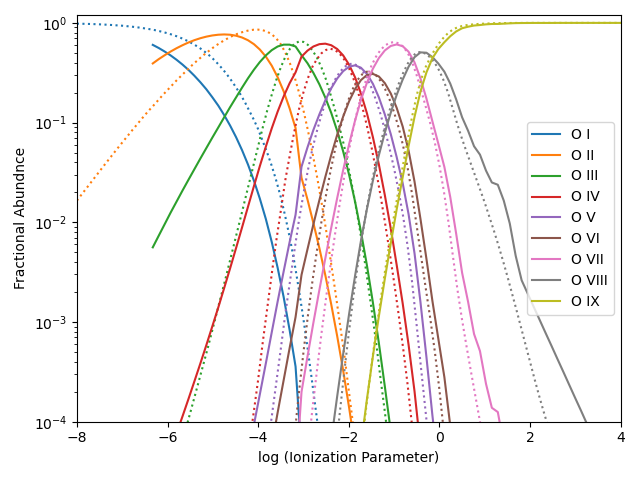 10⁰
10⁻¹
10⁻²
10⁻³
10⁻⁴
Fractional Abundnce
O I
O II
O III
O IV
O V
O VI
O VII
O VIII
O IX
−8
−6
−4
−2
0
2
4
log (Ionization Parameter)